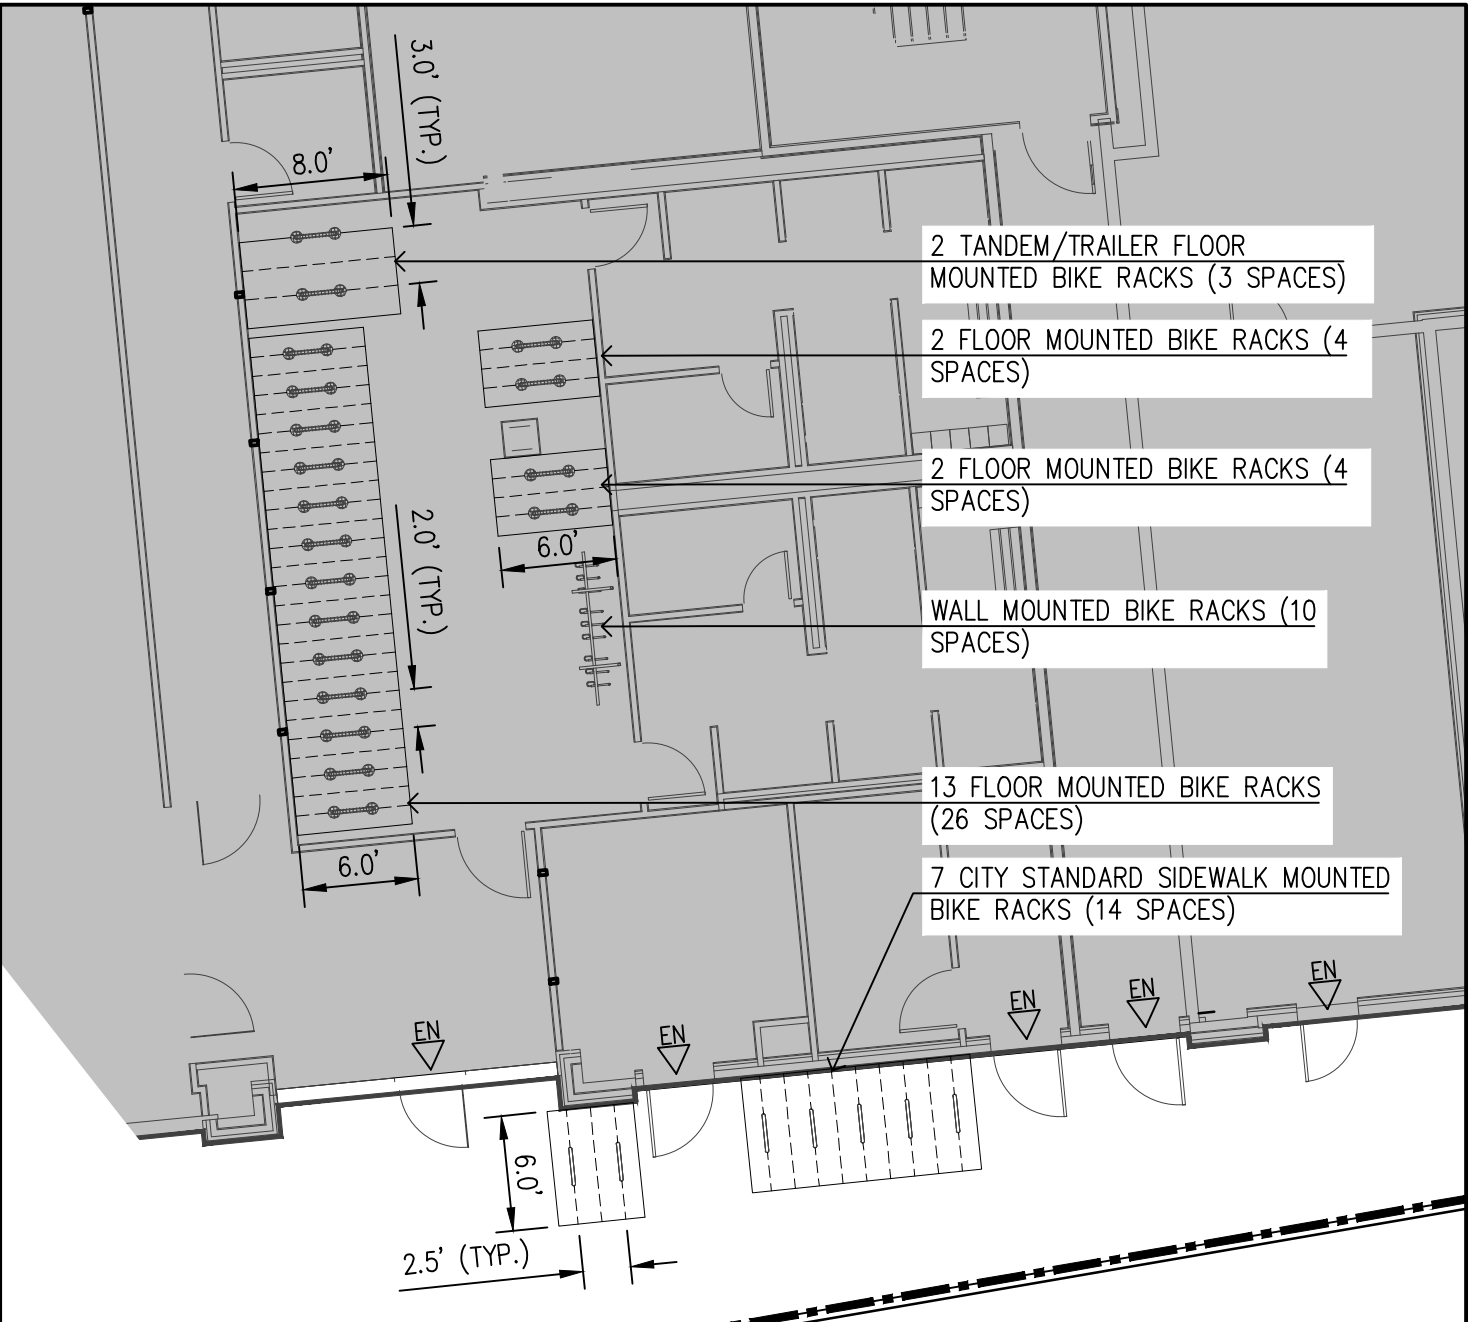 3.0' (TYP.)
8.0'
2 TANDEM/TRAILER FLOOR
MOUNTED BIKE RACKS (3 SPACES)
2 FLOOR MOUNTED BIKE RACKS (4
SPACES)
2 FLOOR MOUNTED BIKE RACKS (4
SPACES)
2.0' (TYP.)
6.0'
WALL MOUNTED BIKE RACKS (10
SPACES)
13 FLOOR MOUNTED BIKE RACKS
(26 SPACES)
6.0'
7 CITY STANDARD SIDEWALK MOUNTED
BIKE RACKS (14 SPACES)
EN
EN
EN
EN
EN
6.0'
2.5' (TYP.)